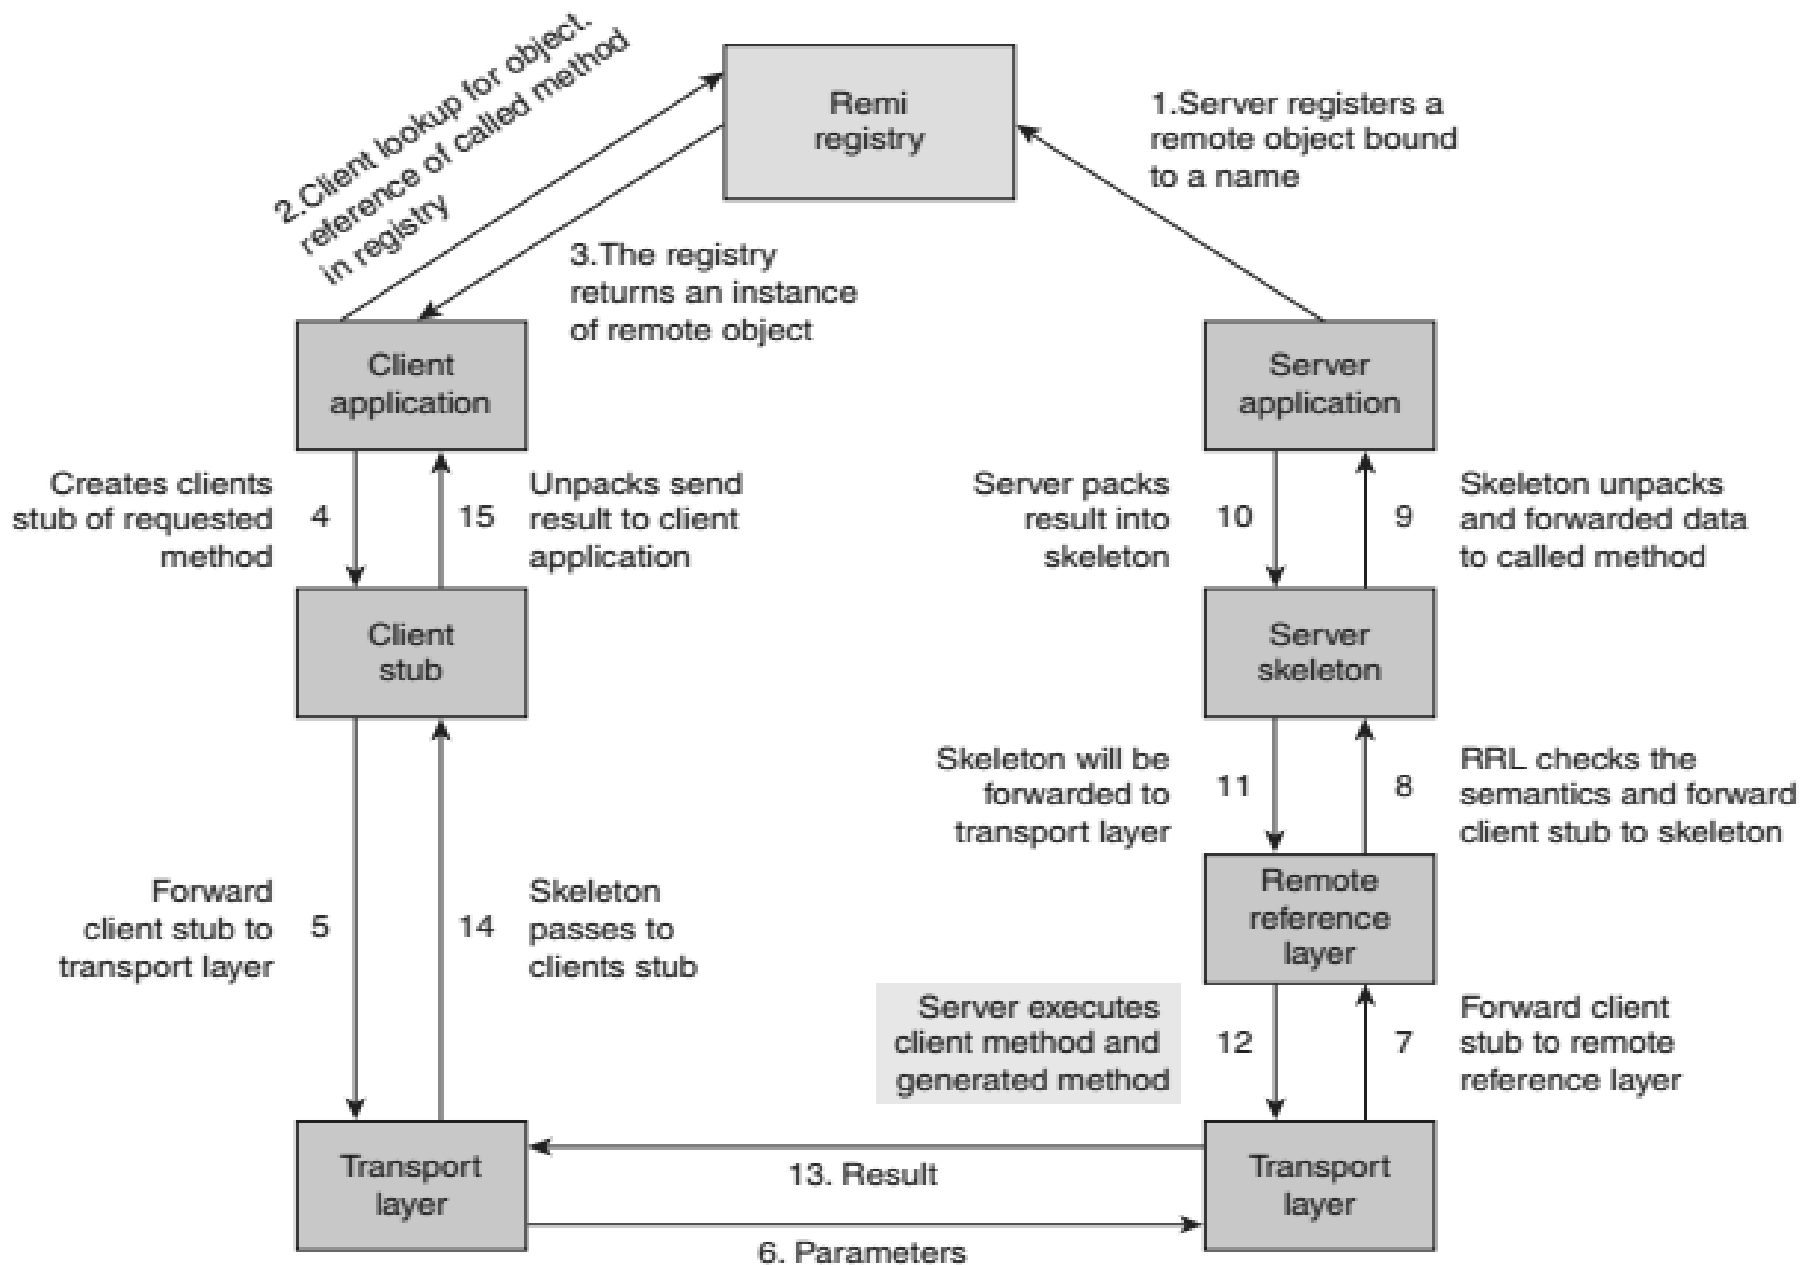 2.Client lookup for object.
reference of called method
in registry
Remi
registry
1.Server registers a
remote object bound
to a name
3.The registry
returns an instance
of remote object
Client
application
Server
application
Creates clients
stub of requested
method
4
15
Unpacks send
result to client
application
Server packs
result into
skeleton
10
9
Skeleton unpacks
and forwarded data
to called method
Client
stub
Server
skeleton
Skeleton will be
forwarded to
transport layer
11
8
RRL checks the
semantics and forward
client stub to skeleton
Forward
client stub to
transport layer
5
14
Skeleton
passes to
clients stub
Remote
reference
layer
Server executes
client method and
generated method
12
7
Forward client
stub to remote
reference layer
Transport
layer
13. Result
6. Parameters
Transport
layer